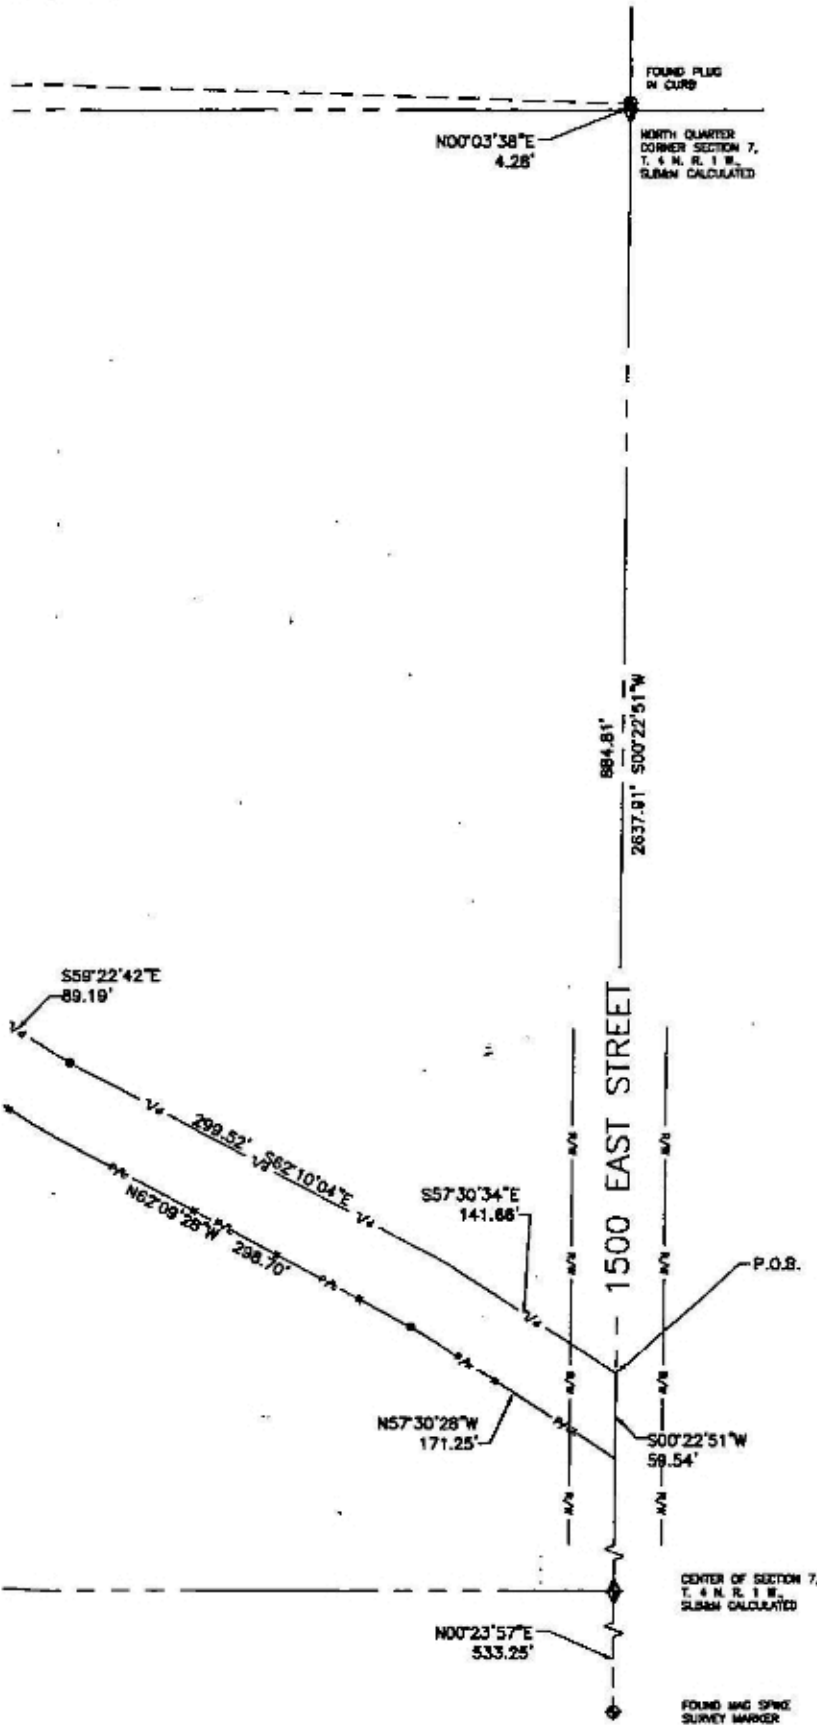 FOUND PLUG
IN CURB
N00°03'38"E
4.28'
NORTH QUARTER
CORNER SECTION 7,
T. 4 N. R. 1 W.,
SLB&M CALCULATED
884.81'
2637.91' S00°22'51"W
S59°22'42"E
89.19'
1500 EAST STREET
299.52' S62°10'04"E
N62°09'28"W 298.70'
S57°30'34"E
141.66'
R/W
R/W
R/W
R/W
R/W
R/W
R/W
R/W
P.O.B.
N57°30'28"W
171.25'
S00°22'51"W
59.54'
CENTER OF SECTION 7,
T. 4 N. R. 1 W.,
SLB&M CALCULATED
N00°23'57"E
533.25'
FOUND MAG SPIKE
SURVEY MARKER